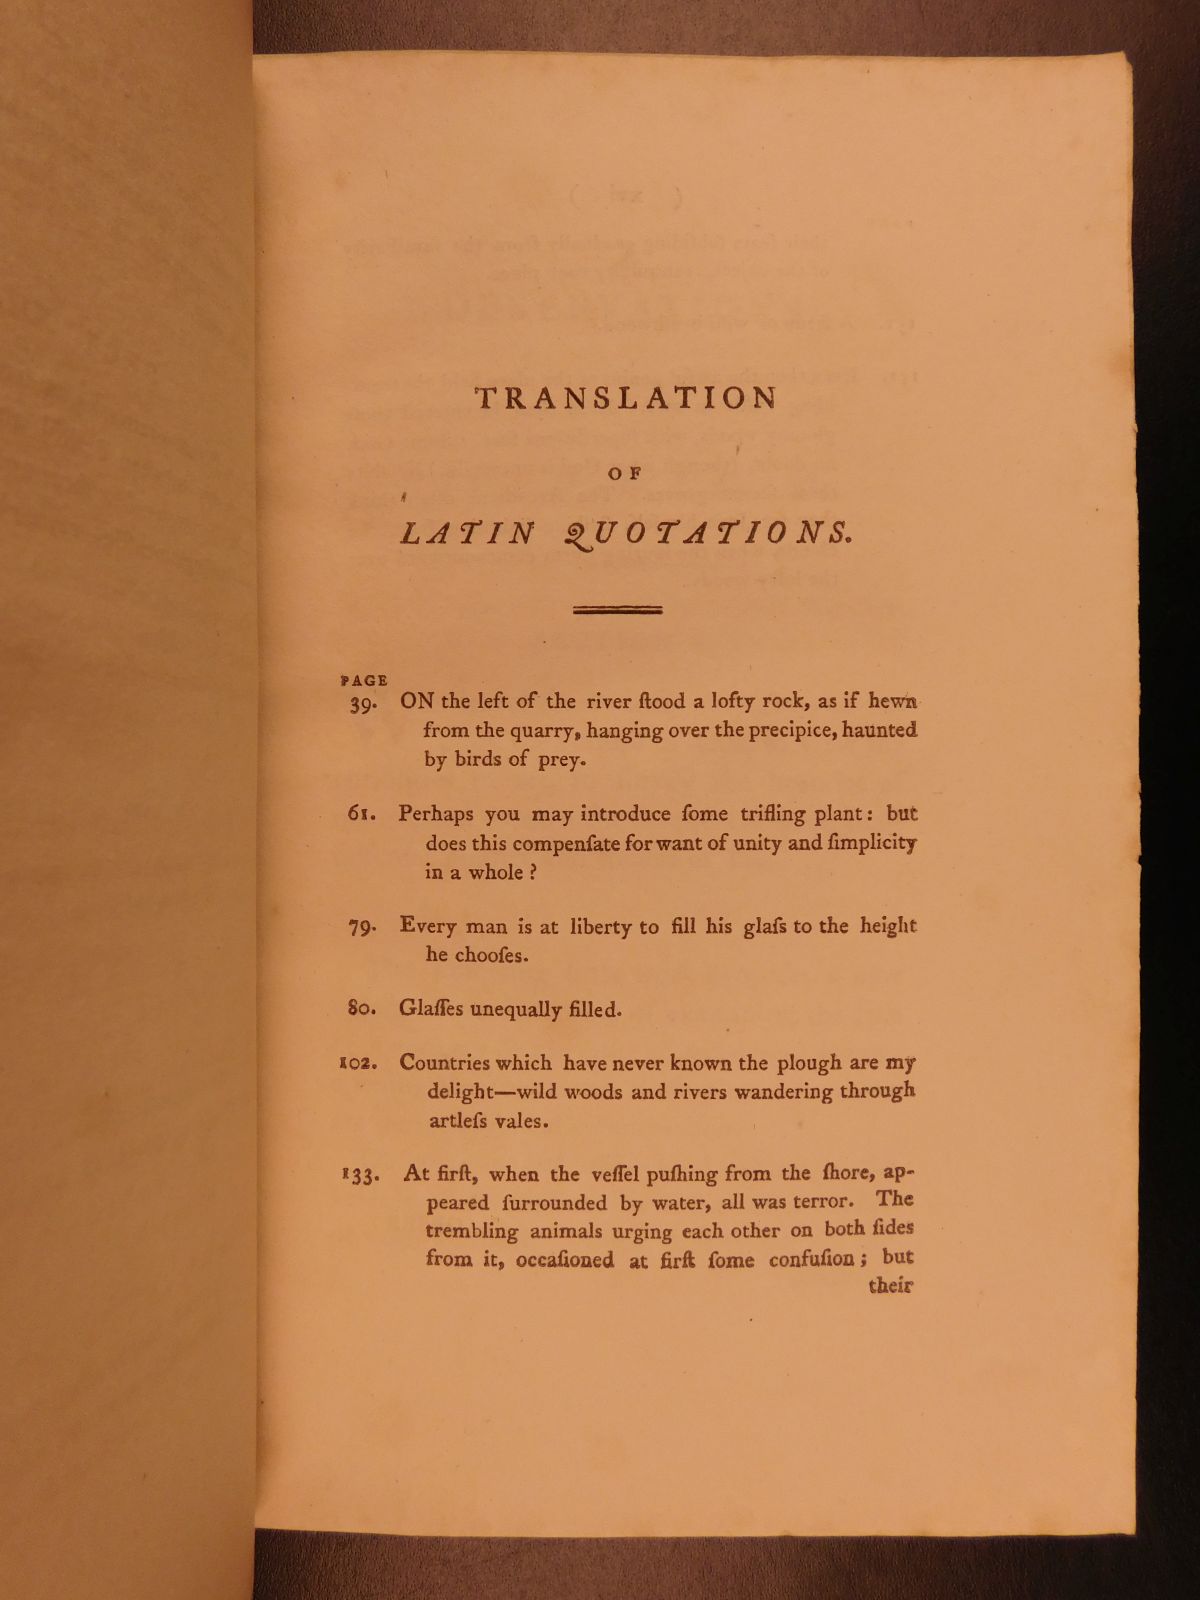 TRANSLATION
OF
LATIN QUOTATIONS.
PAGE
39. ON the left of the river ſtood a lofty rock, as if hewn
from the quarry, hanging over the precipice, haunted
by birds of prey.
61. Perhaps you may introduce ſome trifling plant: but
does this compenſate for want of unity and ſimplicity
in a whole ?
79. Every man is at liberty to fill his glaſs to the height
he chooſes.
80. Glaſſes unequally filled.
102. Countries which have never known the plough are my
delight—wild woods and rivers wandering through
artleſs vales.
133. At firſt, when the veſſel puſhing from the ſhore, ap-
peared ſurrounded by water, all was terror. The
trembling animals urging each other on both ſides
from it, occaſioned at firſt ſome confuſion; but
their